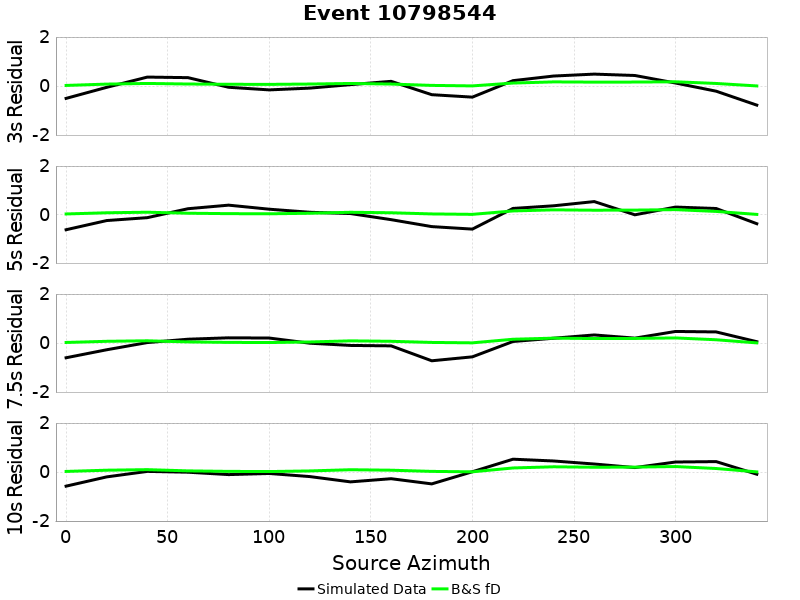 Event 10798544
3s Residual
2
0
-2
5s Residual
2
0
-2
7.5s Residual
2
0
-2
10s Residual
2
0
-2
0 50 100 150 200 250 300
Source Azimuth
Simulated Data B&S fD